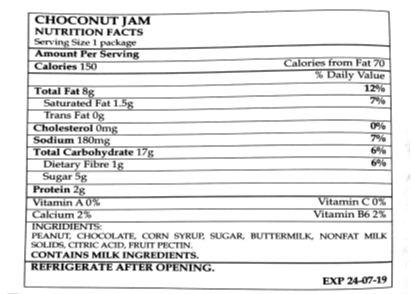 CHOCONUT JAM
NUTRITION FACTS
Serving Size 1 package
Amount Per Serving
Calories 150 Calories from Fat 70
% Daily Value
Total Fat 8g 12%
Saturated Fat 1.5g 7%
Trans Fat 0g
Cholesterol 0mg 0%
Sodium 180mg 7%
Total Carbohydrate 17g 6%
Dietary Fibre 1g 6%
Sugar 5g
Protein 2g
Vitamin A 0% Vitamin C 0%
Calcium 2% Vitamin B6 2%
INGREDIENTS:
PEANUT, CHOCOLATE, CORN SYRUP, SUGAR, BUTTERMILK, NONFAT MILK
SOLIDS, CITRIC ACID, FRUIT PECTIN.
CONTAINS MILK INGREDIENTS.
REFRIGERATE AFTER OPENING.
EXP 24-07-19